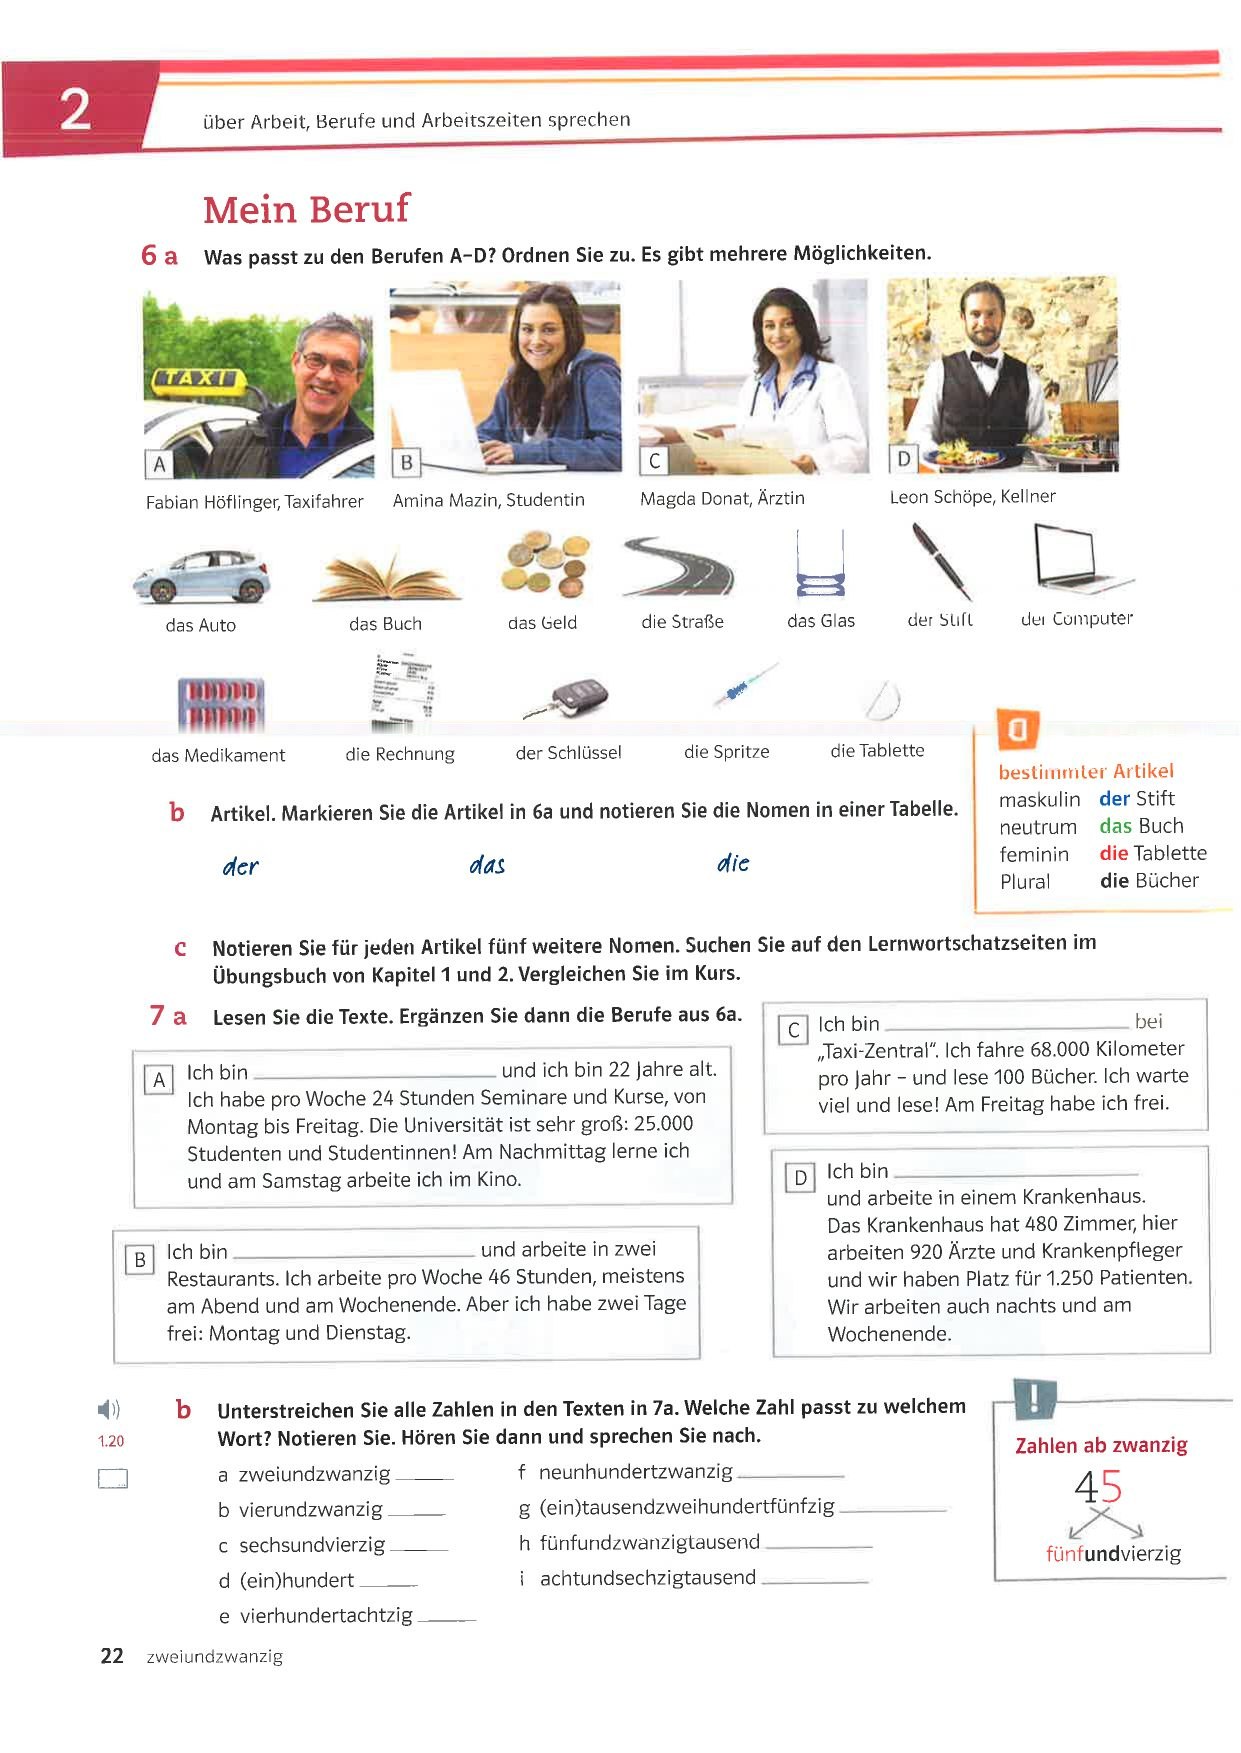 2
über Arbeit, Berufe und Arbeitszeiten sprechen
Mein Beruf
6 a Was passt zu den Berufen A–D? Ordnen Sie zu. Es gibt mehrere Möglichkeiten.
TAXI
A B C D
Fabian Höflinger, Taxifahrer Amina Mazin, Studentin Magda Donat, Ärztin Leon Schöpe, Kellner
das Auto das Buch das Geld die Straße das Glas der Stift der Computer
das Medikament die Rechnung der Schlüssel die Spritze die Tablette
bestimmter Artikel
maskulin der Stift
neutrum das Buch
feminin die Tablette
Plural die Bücher
b Artikel. Markieren Sie die Artikel in 6a und notieren Sie die Nomen in einer Tabelle.
der das die
c Notieren Sie für jeden Artikel fünf weitere Nomen. Suchen Sie auf den Lernwortschatzseiten im
Übungsbuch von Kapitel 1 und 2. Vergleichen Sie im Kurs.
7 a Lesen Sie die Texte. Ergänzen Sie dann die Berufe aus 6a.
A Ich bin ______ und ich bin 22 Jahre alt.
Ich habe pro Woche 24 Stunden Seminare und Kurse, von
Montag bis Freitag. Die Universität ist sehr groß: 25.000
Studenten und Studentinnen! Am Nachmittag lerne ich
und am Samstag arbeite ich im Kino.
B Ich bin ______ und arbeite in zwei
Restaurants. Ich arbeite pro Woche 46 Stunden, meistens
am Abend und am Wochenende. Aber ich habe zwei Tage
frei: Montag und Dienstag.
C Ich bin ______ bei
„Taxi-Zentral“. Ich fahre 68.000 Kilometer
pro Jahr – und lese 100 Bücher. Ich warte
viel und lese! Am Freitag habe ich frei.
D Ich bin ______
und arbeite in einem Krankenhaus.
Das Krankenhaus hat 480 Zimmer, hier
arbeiten 920 Ärzte und Krankenpfleger
und wir haben Platz für 1.250 Patienten.
Wir arbeiten auch nachts und am
Wochenende.
1.20
b Unterstreichen Sie alle Zahlen in den Texten in 7a. Welche Zahl passt zu welchem
Wort? Notieren Sie. Hören Sie dann und sprechen Sie nach.
a zweiundzwanzig ______
b vierundzwanzig ______
c sechsundvierzig ______
d (ein)hundert ______
e vierhundertachtzig ______
f neunhundertzwanzig ______
g (ein)tausendzweihundertfünfzig ______
h fünfundzwanzigtausend ______
i achtundsechzigtausend ______
!
Zahlen ab zwanzig
45
fünfundvierzig
22 zweiundzwanzig